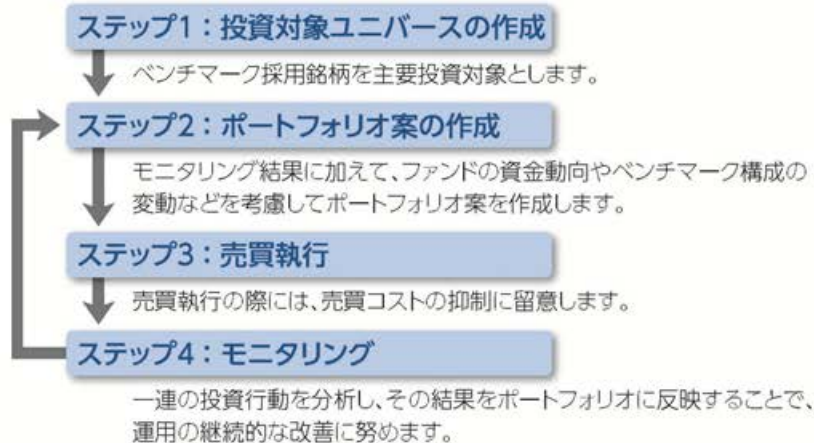 ステップ1：投資対象ユニバースの作成
ベンチマーク採用銘柄を主要投資対象とします。
ステップ2：ポートフォリオ案の作成
モニタリング結果に加えて、ファンドの資金動向やベンチマーク構成の
変動などを考慮してポートフォリオ案を作成します。
ステップ3：売買執行
売買執行の際には、売買コストの抑制に留意します。
ステップ4：モニタリング
一連の投資行動を分析し、その結果をポートフォリオに反映することで、
運用の継続的な改善に努めます。